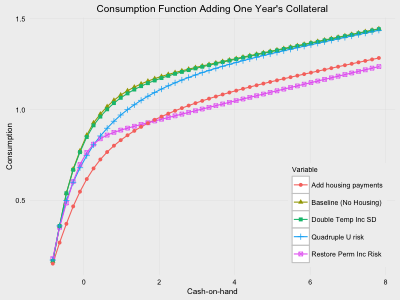 Consumption Function Adding One Year's Collateral
1.5
1.0
0.5
Consumption
0
2
4
6
8
Cash-on-hand
Variable
Add housing payments
Baseline (No Housing)
Double Temp Inc SD
Quadruple U risk
Restore Perm Inc Risk